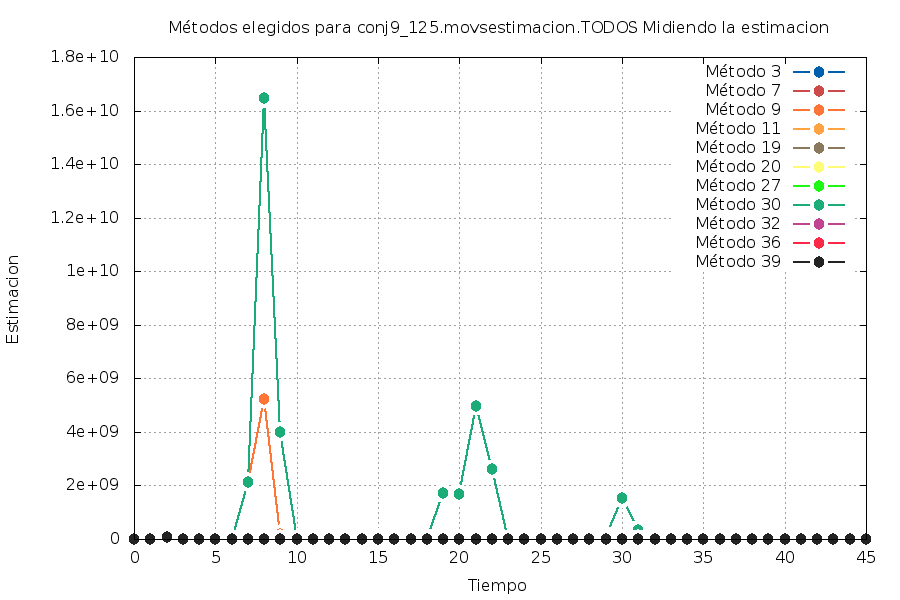 Métodos elegidos para conj9_125.movsestimacion.TODOS Midiendo la estimacion
1.8e+10
1.6e+10
1.4e+10
1.2e+10
1e+10
8e+09
6e+09
4e+09
2e+09
0
Estimacion
Método 3
Método 7
Método 9
Método 11
Método 19
Método 20
Método 27
Método 30
Método 32
Método 36
Método 39
0 5 10 15 20 25 30 35 40 45
Tiempo